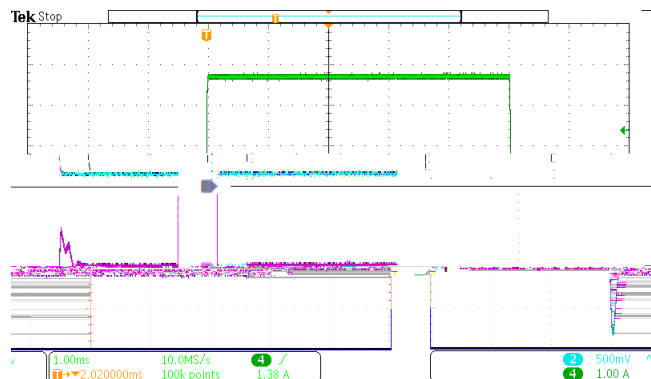 Tek Stop
T
T
1.00ms 10.0MS/s 4 2 500mV
T→▼2.020000ms 100k points 1.38 A 4 1.00 A